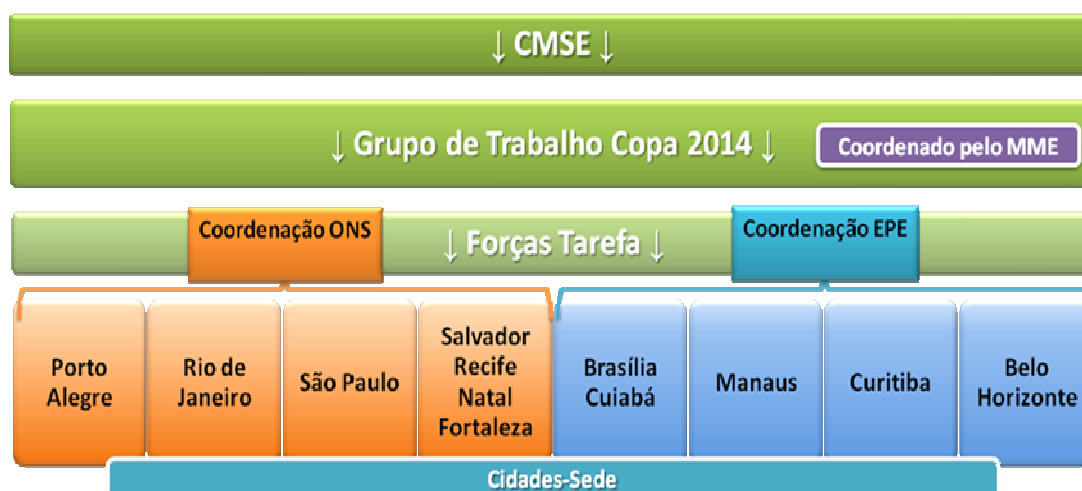 ↓ CMSE ↓
↓ Grupo de Trabalho Copa 2014 ↓
Coordenado pelo MME
Coordenação ONS
↓ Forças Tarefa ↓
Coordenação EPE
Porto
Alegre
Rio de
Janeiro
São Paulo
Salvador
Recife
Natal
Fortaleza
Brasília
Cuiabá
Manaus
Curitiba
Belo
Horizonte
Cidades-Sede